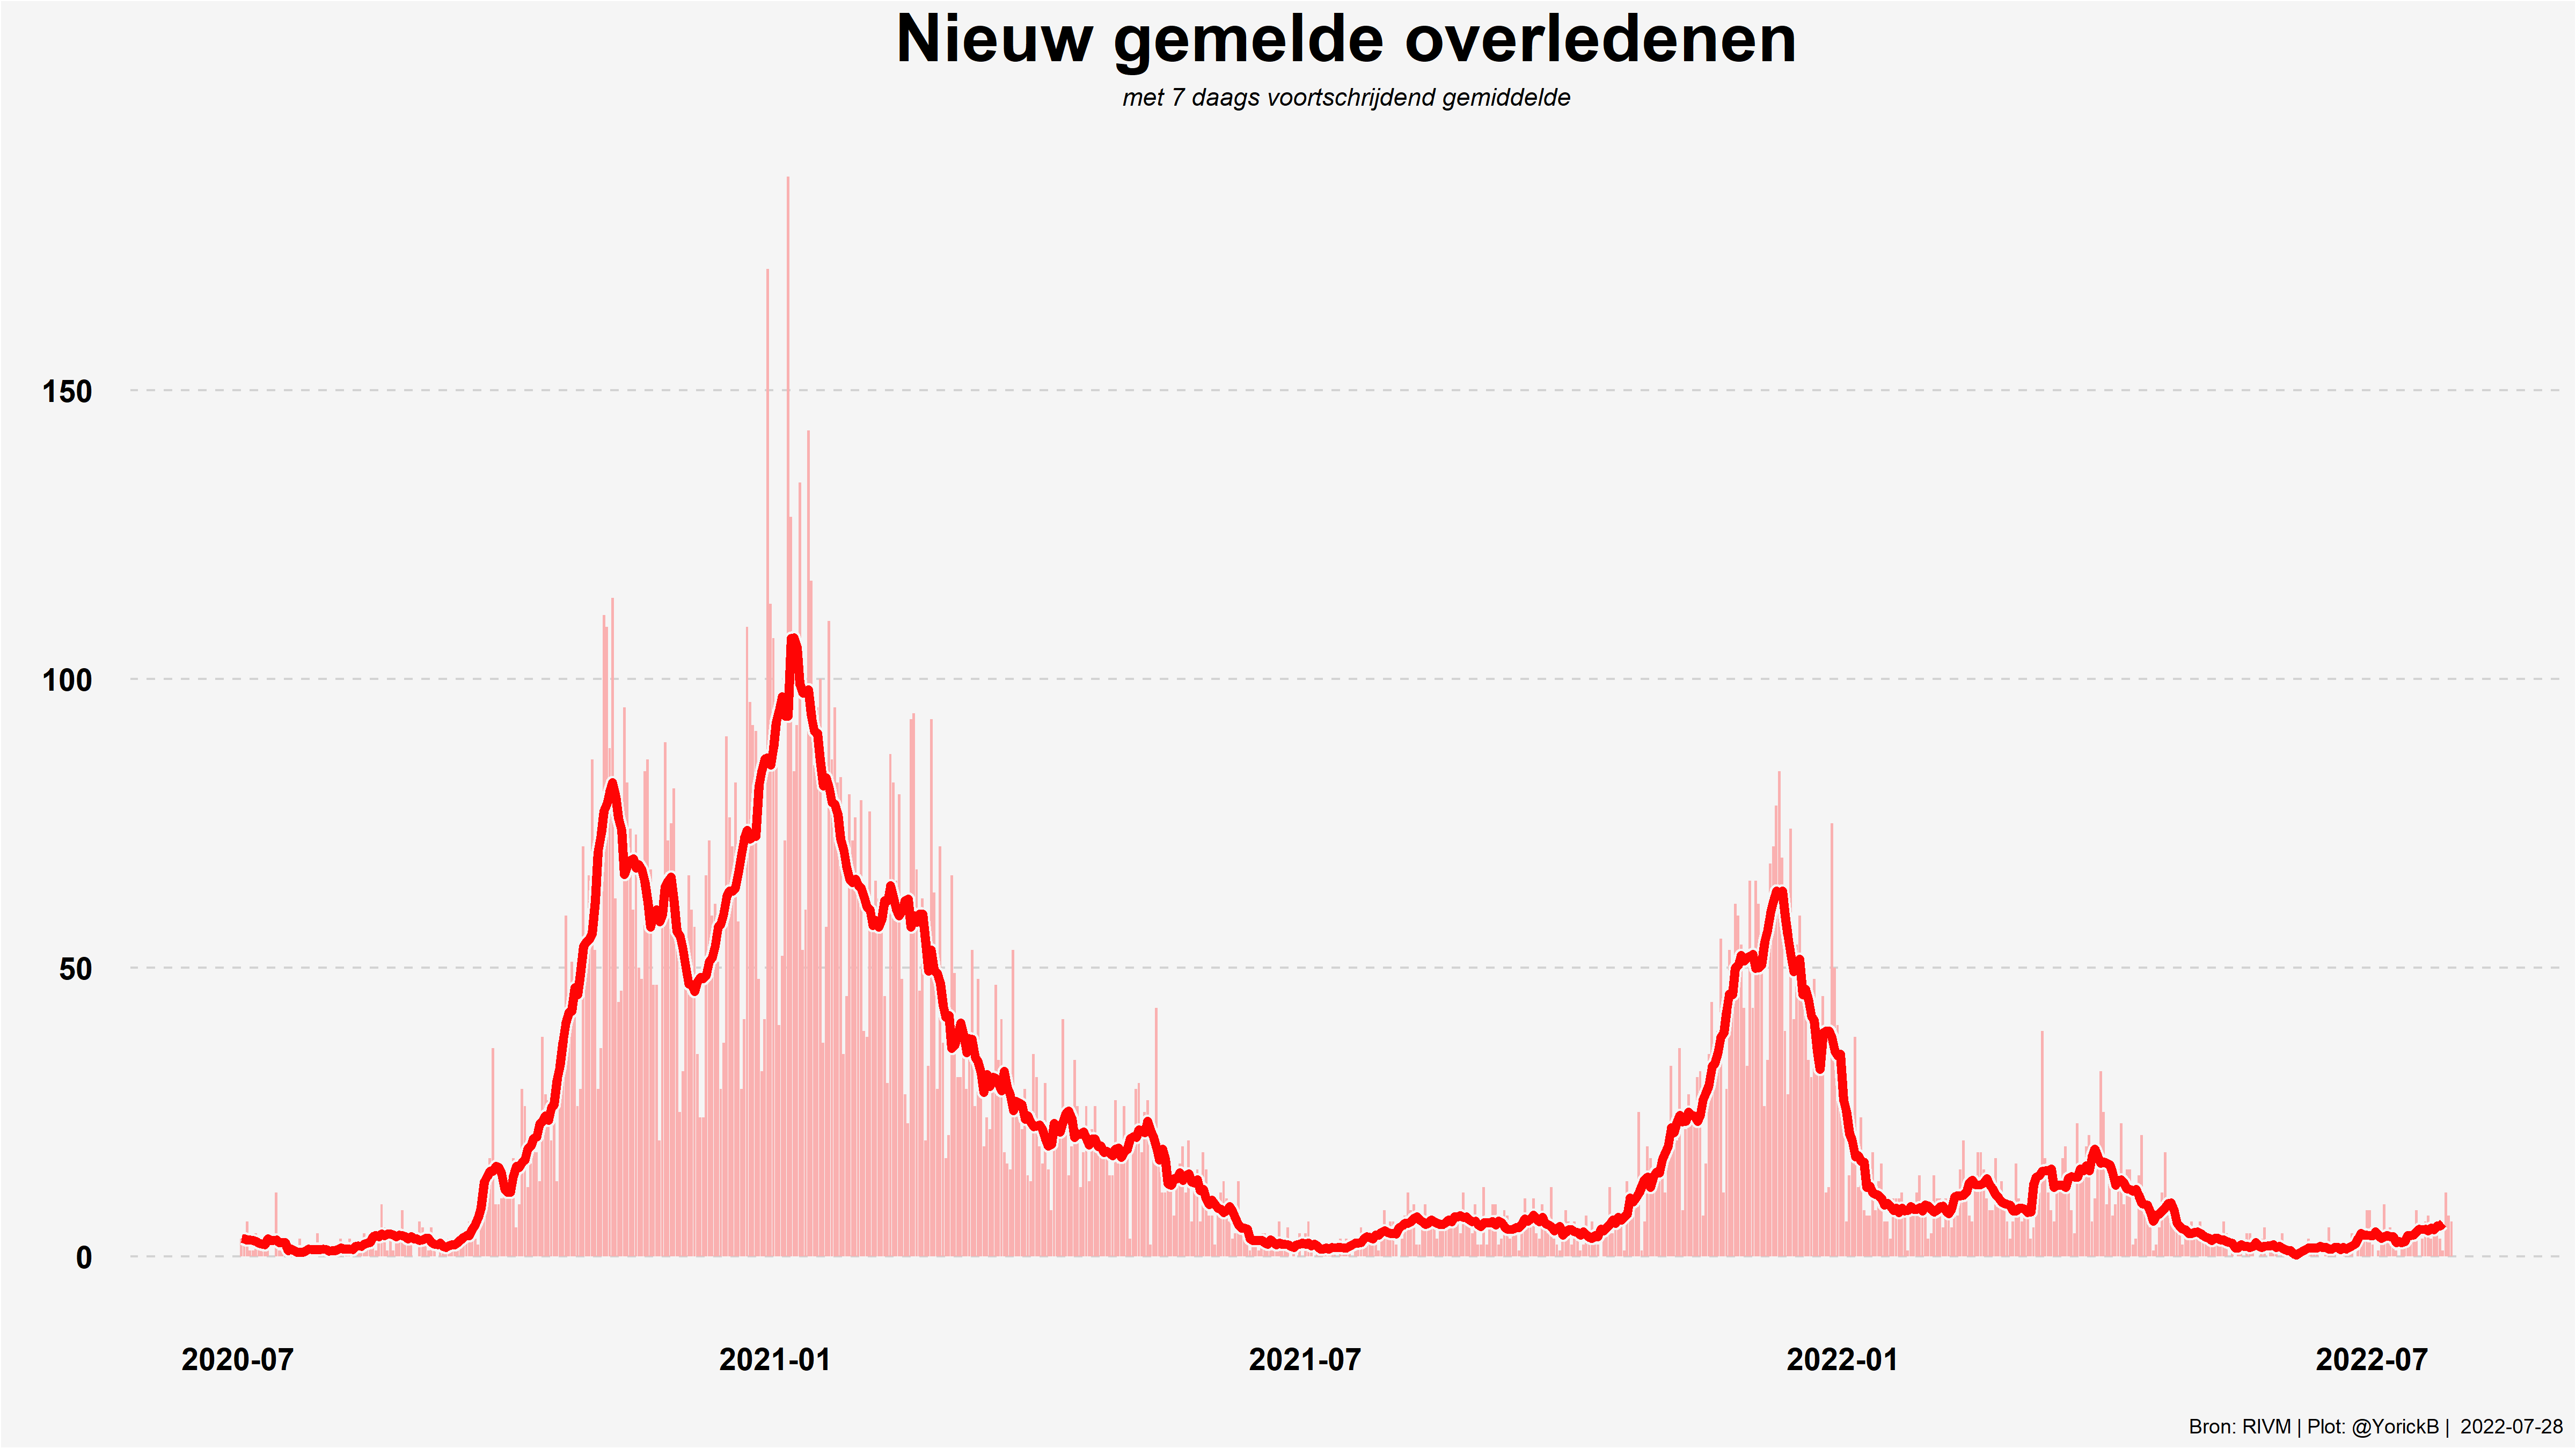 Nieuw gemelde overledenen
met 7 daags voortschrijdend gemiddelde
150
100
50
0
2020-07 2021-01 2021-07 2022-01 2022-07
Bron: RIVM | Plot: @YorickB | 2022-07-28